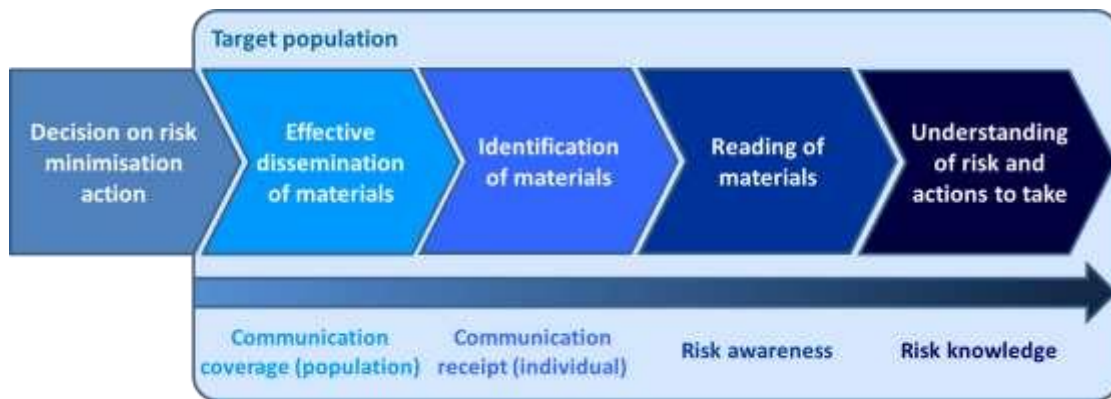 Target population
Decision on risk
minimisation
action
Effective
dissemination
of materials
Identification
of materials
Reading of
materials
Understanding
of risk and
actions to take
Communication
coverage (population)
Communication
receipt (individual)
Risk awareness
Risk knowledge